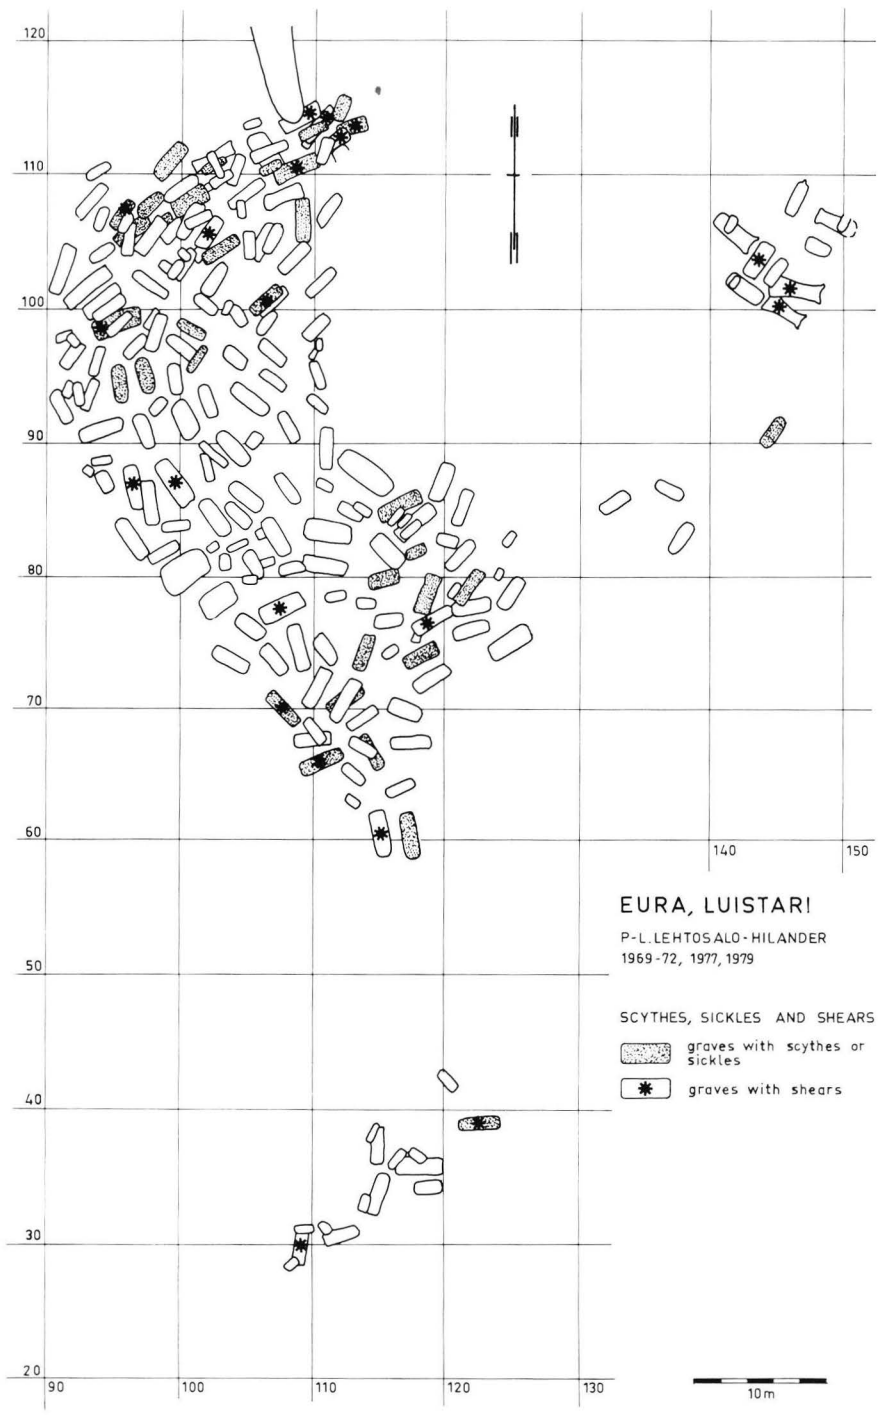 120
110
100
90
80
70
60
140
150
EURA, LUISTARI
P-L. LEHTOSALO-HILANDER
1969-72, 1977, 1979
50
SCYTHES, SICKLES AND SHEARS
graves with scythes or
sickles
graves with shears
40
30
20
90
100
110
120
130
10 m